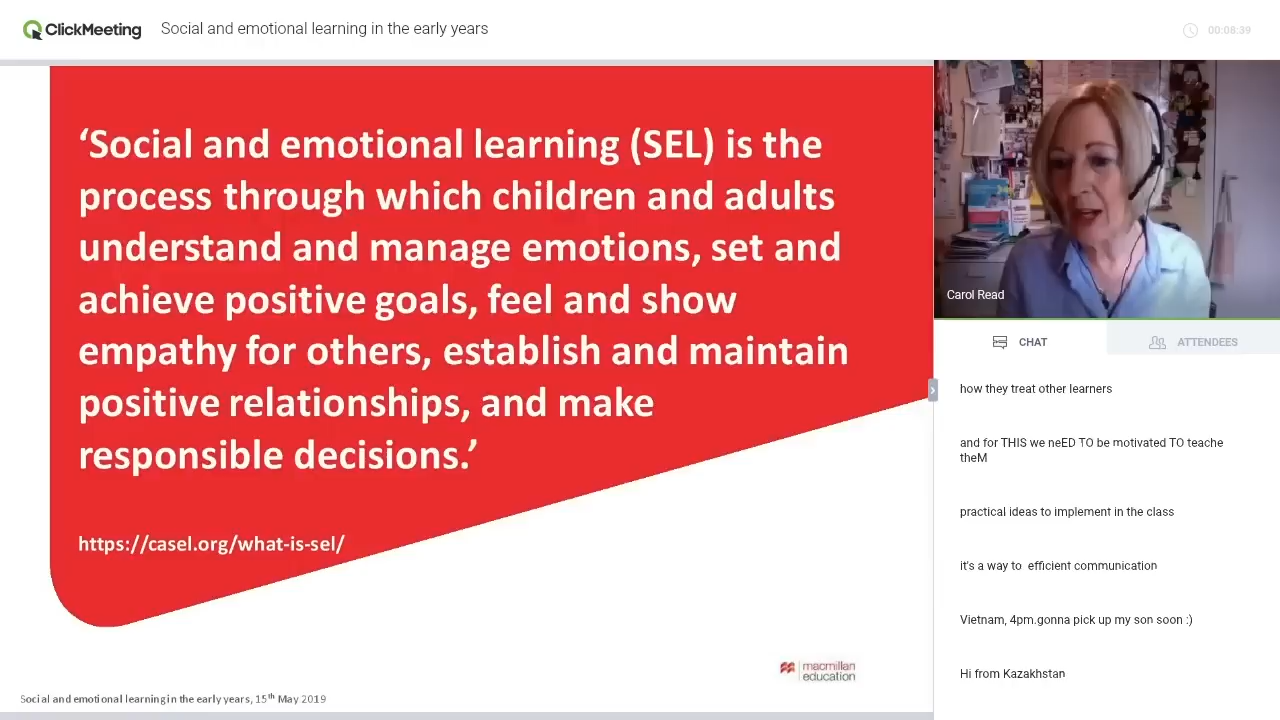 ClickMeeting
Social and emotional learning in the early years
00:08:39
‘Social and emotional learning (SEL) is the
process through which children and adults
understand and manage emotions, set and
achieve positive goals, feel and show
empathy for others, establish and maintain
positive relationships, and make
responsible decisions.’
https://casel.org/what-is-sel/
macmillan
education
Social and emotional learning in the early years, 15th May 2019
Carol Read
CHAT
ATTENDEES
how they treat other learners
and for THIS we neED TO be motivated TO teache
theM
practical ideas to implement in the class
it's a way to efficient communication
Vietnam, 4pm.gonna pick up my son soon :)
Hi from Kazakhstan